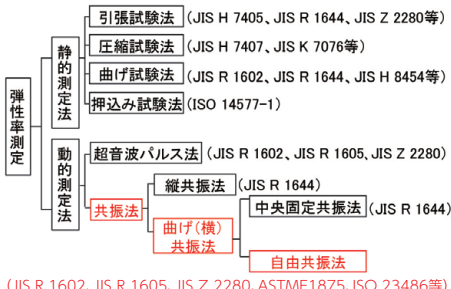 弾性率測定
静的測定法
引張試験法（JIS H 7405、JIS R 1644、JIS Z 2280等）
圧縮試験法（JIS H 7407、JIS K 7076等）
曲げ試験法（JIS R 1602、JIS R 1644、JIS H 8454等）
押込み試験法（ISO 14577-1）
動的測定法
超音波パルス法（JIS R 1602、JIS R 1605、JIS Z 2280）
共振法
縦共振法（JIS R 1644）
曲げ（横）
共振法
中央固定共振法（JIS R 1644）
自由共振法
（JIS R 1602、JIS R 1605、JIS Z 2280、ASTME1875、ISO 23486等）